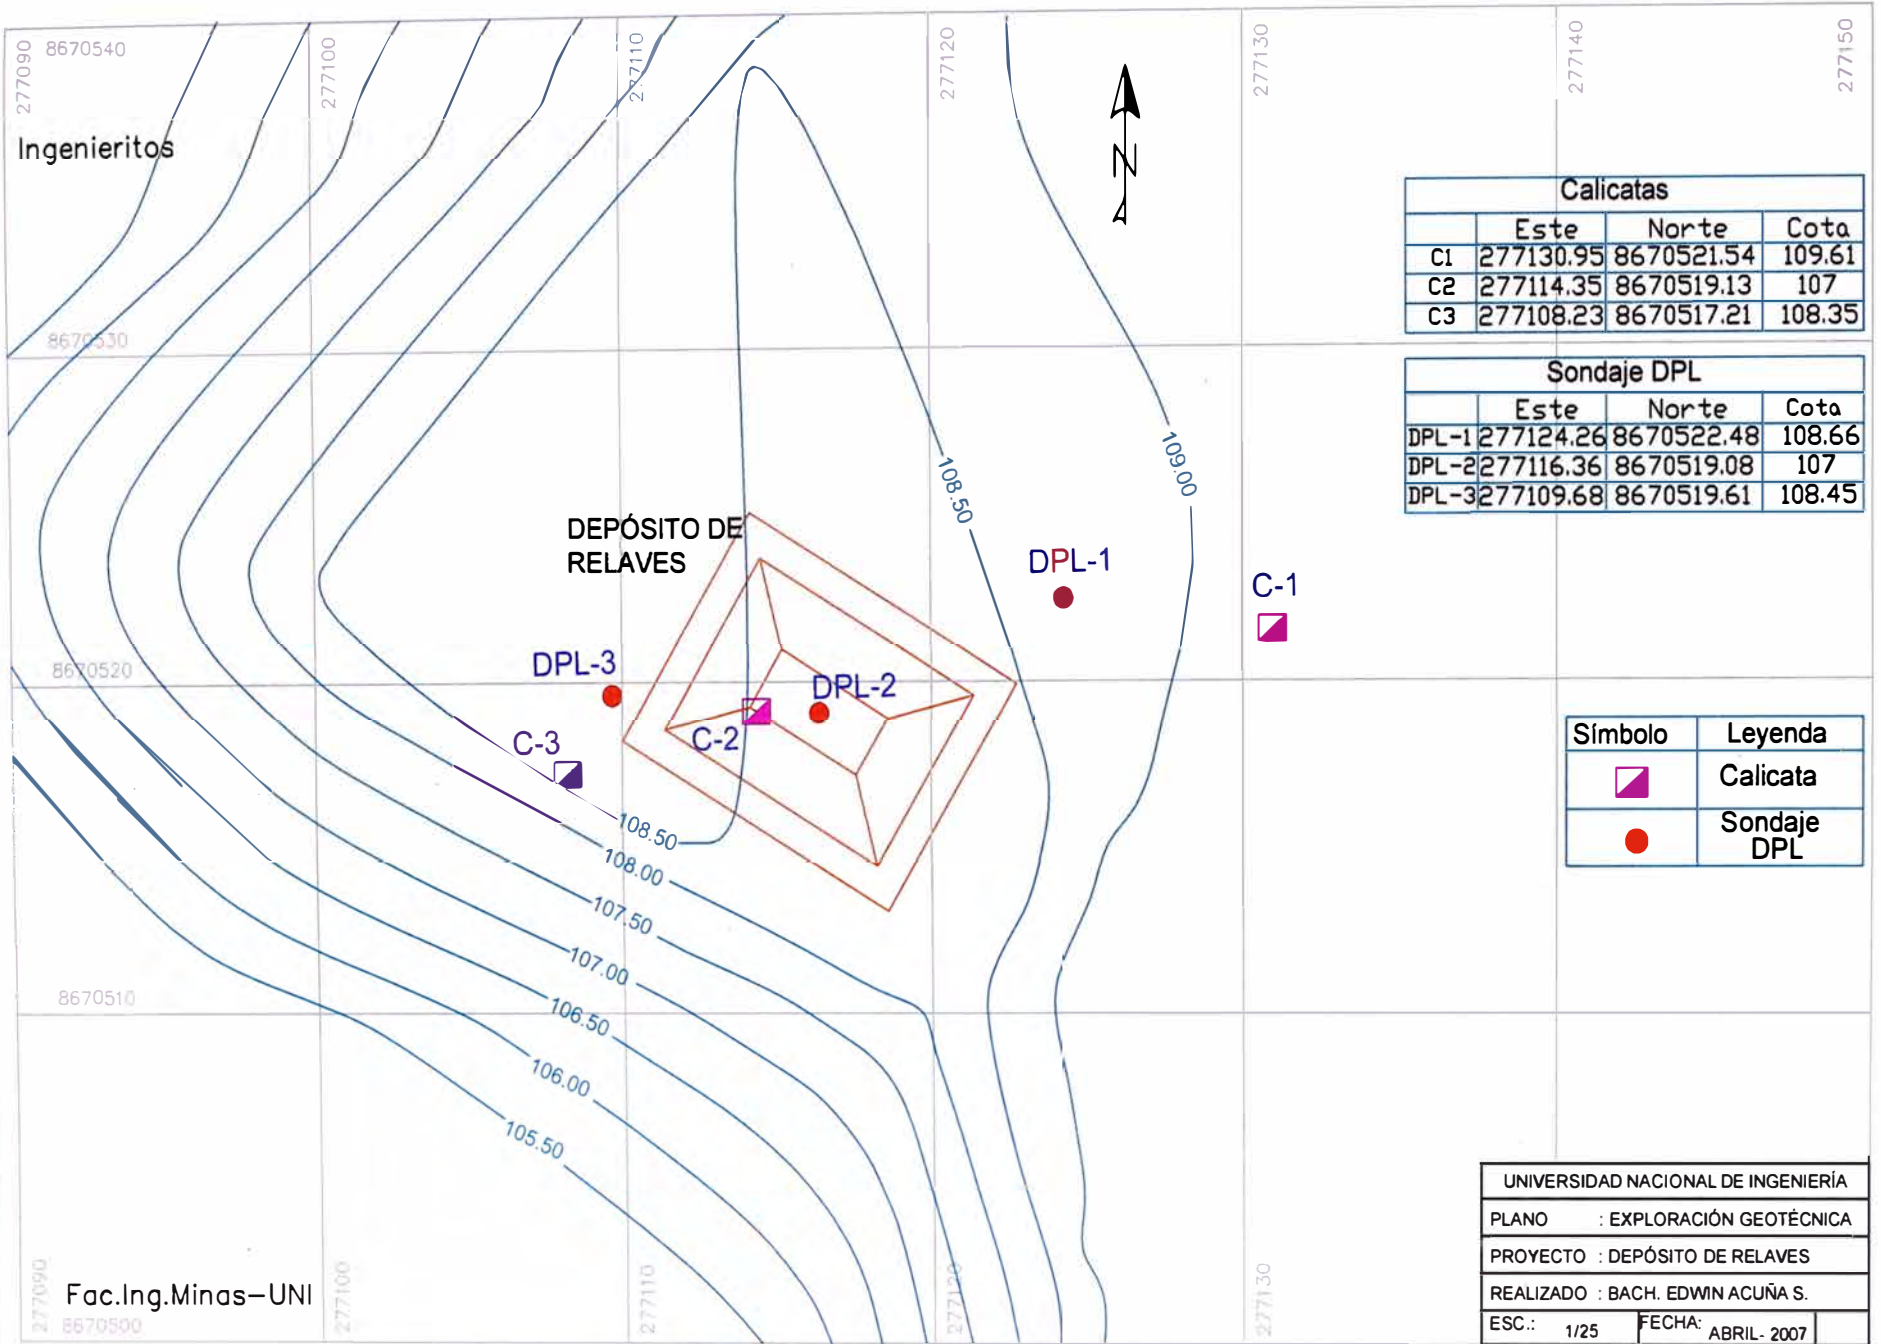 277090
8670540
277100
277110
277120
277130
277140
277150
Ingenieritos
N
Calicatas
Este Norte Cota
C1 277130.95 8670521.54 109.61
C2 277114.35 8670519.13 107
C3 277108.23 8670517.21 108.35
8670530
Sondaje DPL
Este Norte Cota
DPL-1 277124.26 8670522.48 108.66
DPL-2 277116.36 8670519.08 107
DPL-3 277109.68 8670519.61 108.45
109.00
108.50
DEPÓSITO DE
RELAVES
DPL-1
C-1
8670520
DPL-3
DPL-2
C-2
C-3
Símbolo Leyenda
Calicata
Sondaje
DPL
108.50
108.00
107.50
107.00
106.50
106.00
105.50
8670510
UNIVERSIDAD NACIONAL DE INGENIERÍA
PLANO : EXPLORACIÓN GEOTÉCNICA
PROYECTO : DEPÓSITO DE RELAVES
REALIZADO : BACH. EDWIN ACUÑA S.
ESC.: 1/25 FECHA: ABRIL- 2007
277090
Fac.Ing.Minas-UNI
8670500
277100
277110
277120
277130